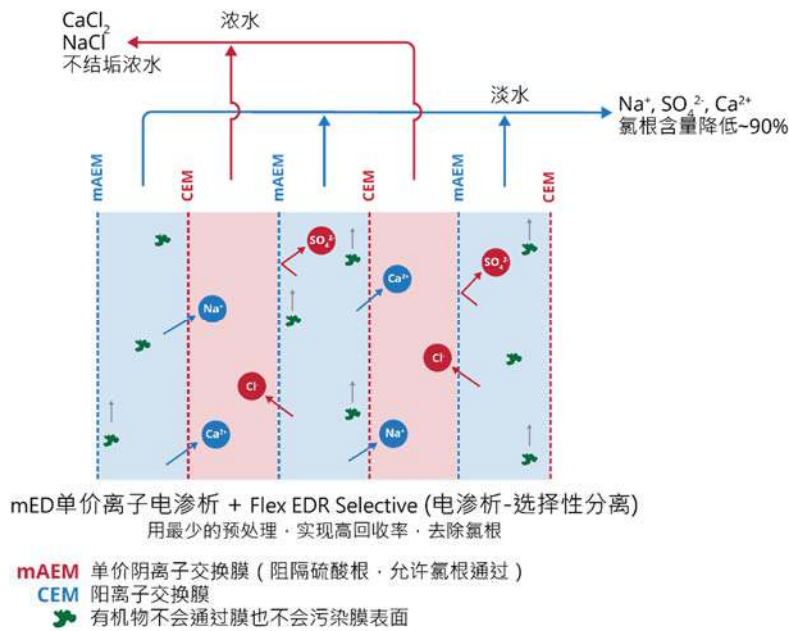 CaCl₂
NaCl
不结垢浓水
浓水
淡水
Na⁺, SO₄²⁻, Ca²⁺
氯根含量降低~90%
mAEM
CEM
mAEM
CEM
mAEM
CEM
SO₄²⁻
Ca²⁺
SO₄²⁻
Na⁺
Cl⁻
Cl⁻
Ca²⁺
Na⁺
mED单价离子电渗析 + Flex EDR Selective (电渗析-选择性分离)
用最少的预处理，实现高回收率，去除氯根
mAEM 单价阴离子交换膜（阻隔硫酸根，允许氯根通过）
CEM 阳离子交换膜
有机物不会通过膜也不会污染膜表面